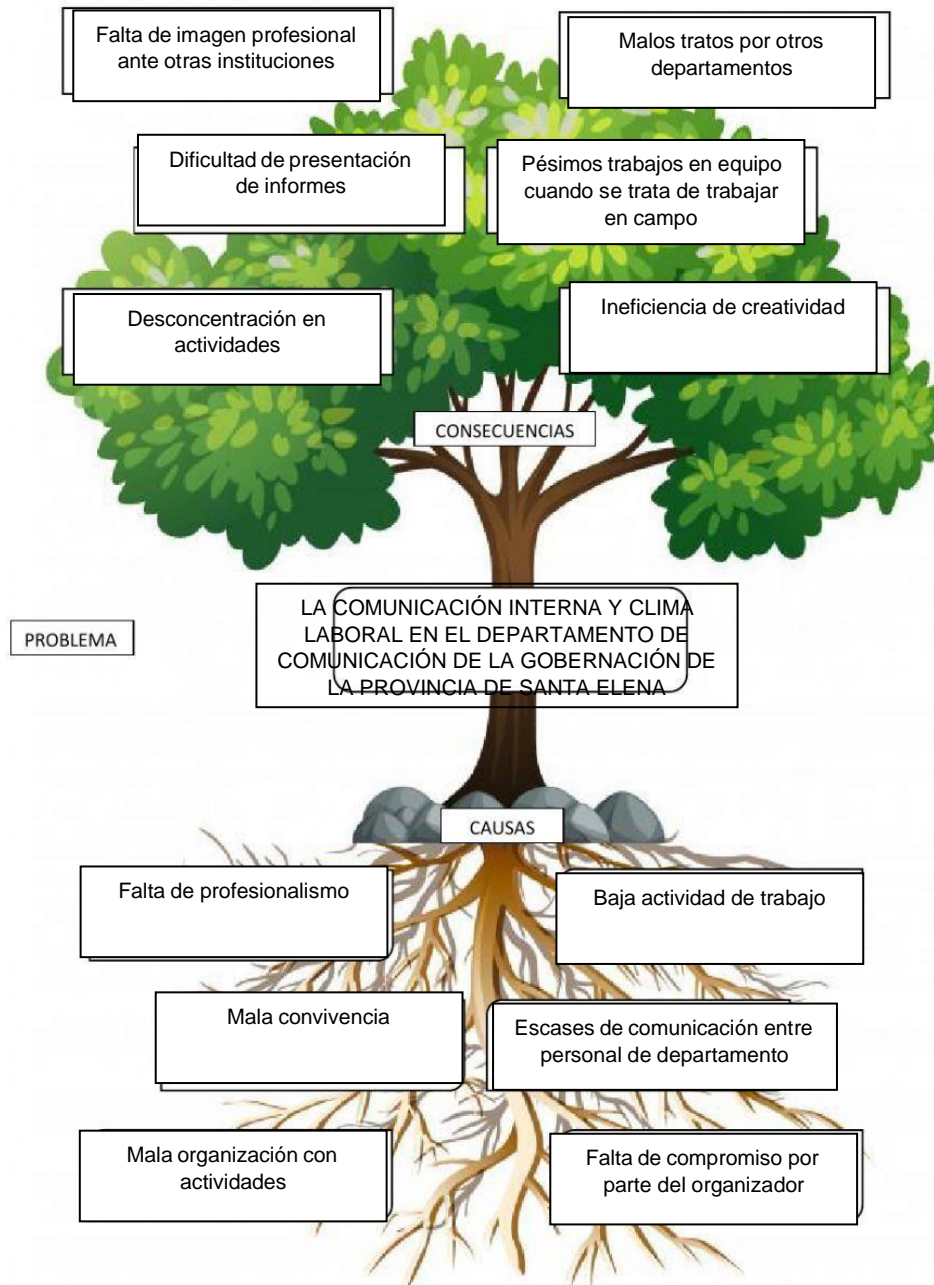 Falta de imagen profesional
ante otras instituciones
Malos tratos por otros
departamentos
Dificultad de presentación
de informes
Pésimos trabajos en equipo
cuando se trata de trabajar
en campo
Desconcentración en
actividades
Ineficiencia de creatividad
CONSECUENCIAS
PROBLEMA
LA COMUNICACIÓN INTERNA Y CLIMA
LABORAL EN EL DEPARTAMENTO DE
COMUNICACIÓN DE LA GOBERNACIÓN DE
LA PROVINCIA DE SANTA ELENA
CAUSAS
Falta de profesionalismo
Baja actividad de trabajo
Mala convivencia
Escases de comunicación entre
personal de departamento
Mala organización con
actividades
Falta de compromiso por
parte del organizador